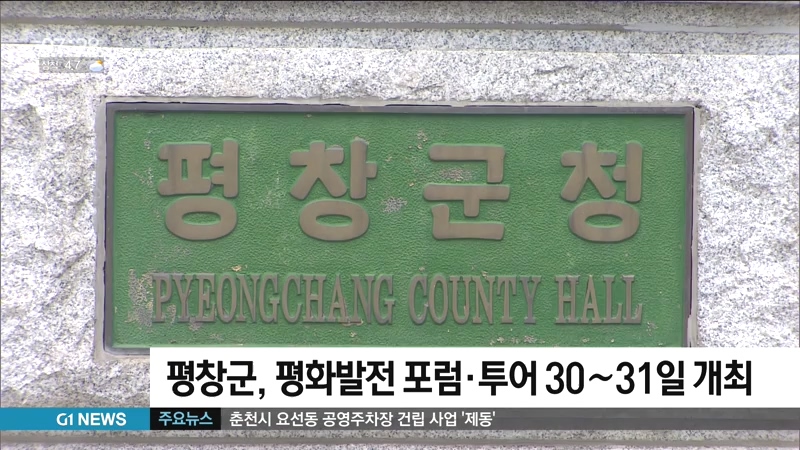 4.7
평창군청
PYEONGCHANG COUNTY HALL
평창군, 평화발전 포럼·투어 30~31일 개최
G1 NEWS 주요뉴스 춘천시 요선동 공영주차장 건립 사업 '제동'